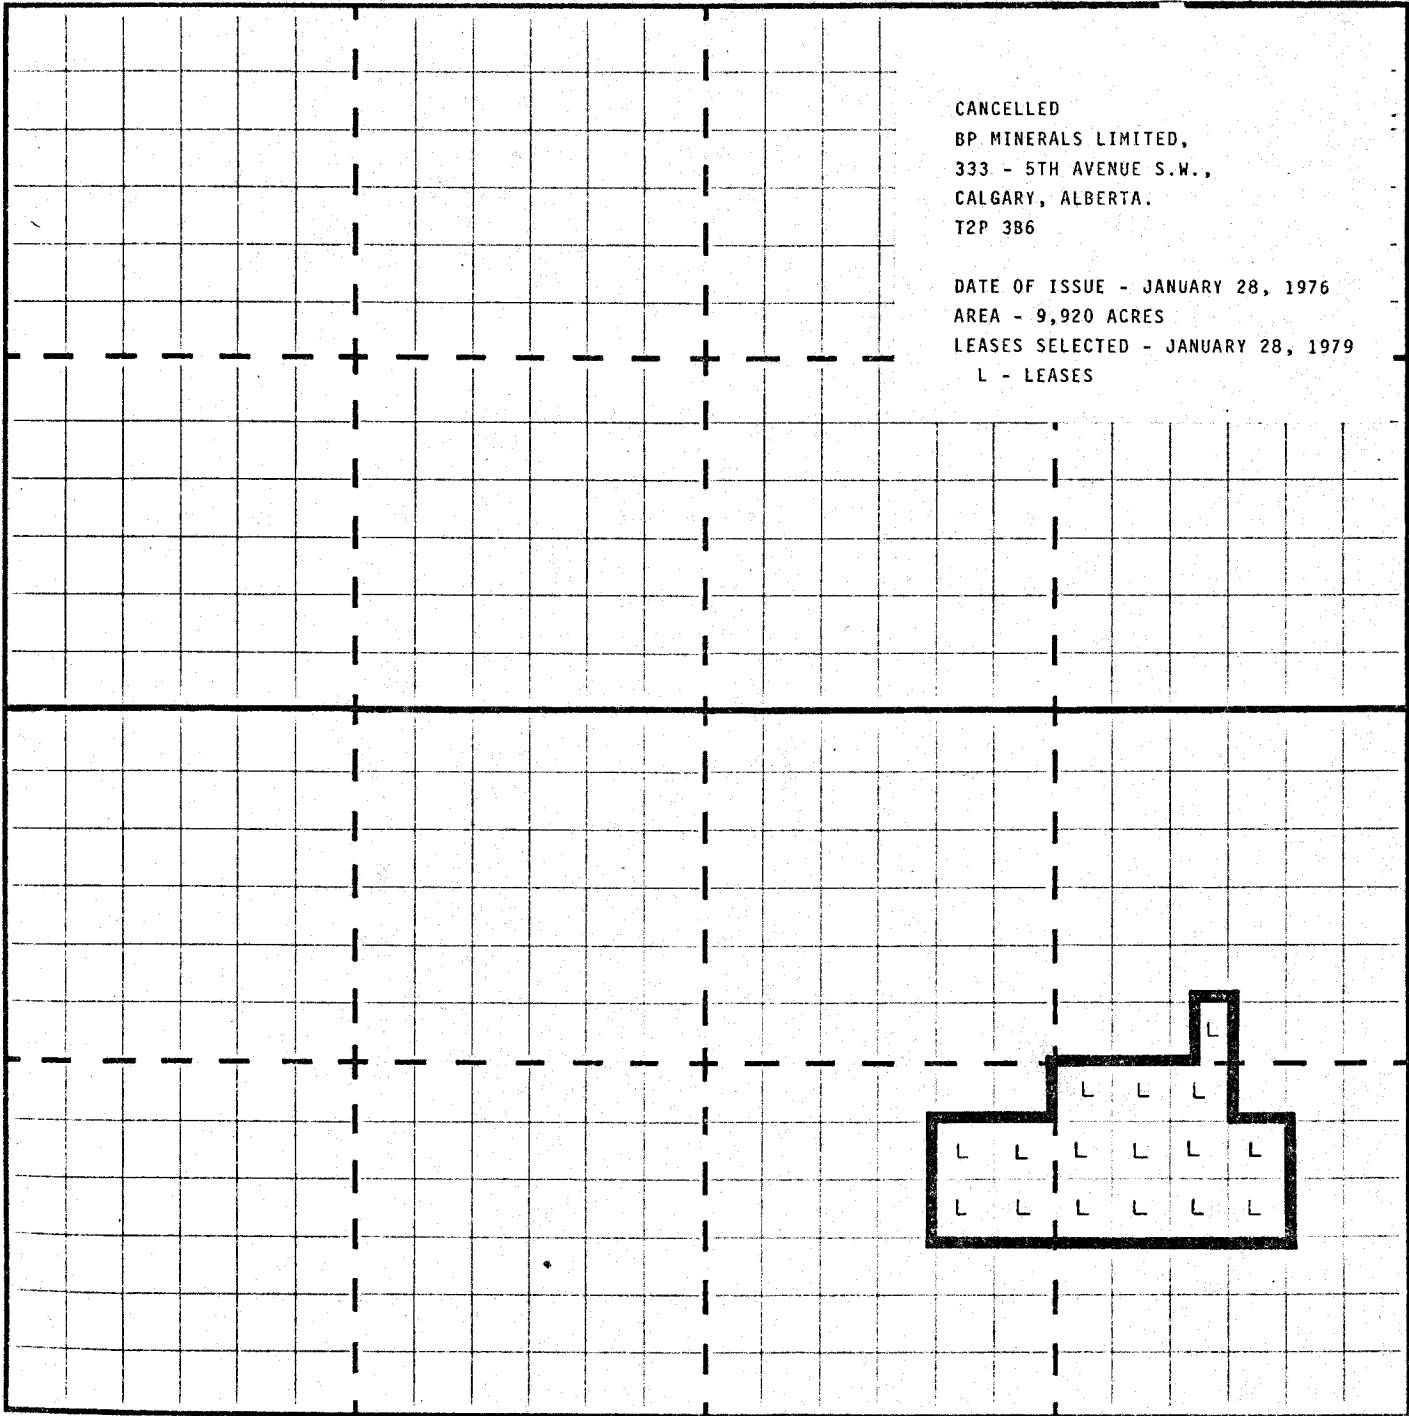 CANCELLED
BP MINERALS LIMITED,
333 - 5TH AVENUE S.W.,
CALGARY, ALBERTA.
T2P 3B6
DATE OF ISSUE - JANUARY 28, 1976
AREA - 9,920 ACRES
LEASES SELECTED - JANUARY 28, 1979
L - LEASES
L
L L L
L L L L L L
L L L L L L